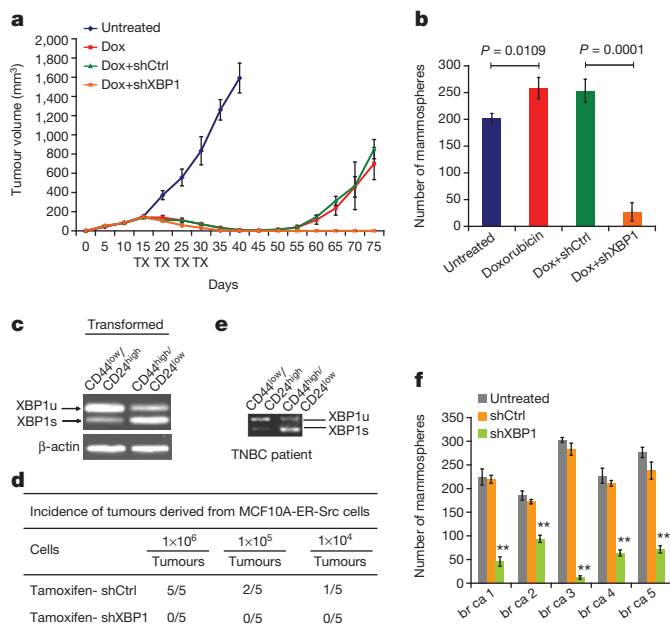 a
Untreated
Dox
Dox+shCtrl
Dox+shXBP1
Tumour volume (mm³)
2,000
1,800
1,600
1,400
1,200
1,000
800
600
400
200
0
0 5 10 15 20 25 30 35 40 45 50 55 60 65 70 75
TX TX TX TX
Days
b
P = 0.0109
P = 0.0001
Number of mammospheres
300
250
200
150
100
50
0
Untreated
Doxorubicin
Dox+shCtrl
Dox+shXBP1
c
Transformed
CD44low/
CD24high
CD44high/
CD24low
XBP1u
XBP1s
β-actin
e
CD44low/
CD24high
CD44high/
CD24low
XBP1u
XBP1s
TNBC patient
d
Incidence of tumours derived from MCF10A-ER-Src cells
Cells
1×10⁶
Tumours
1×10⁵
Tumours
1×10⁴
Tumours
Tamoxifen- shCtrl 5/5 2/5 1/5
Tamoxifen- shXBP1 0/5 0/5 0/5
f
Untreated
shCtrl
shXBP1
Number of mammospheres
350
300
250
200
150
100
50
0
**
**
**
**
**
br ca 1
br ca 2
br ca 3
br ca 4
br ca 5